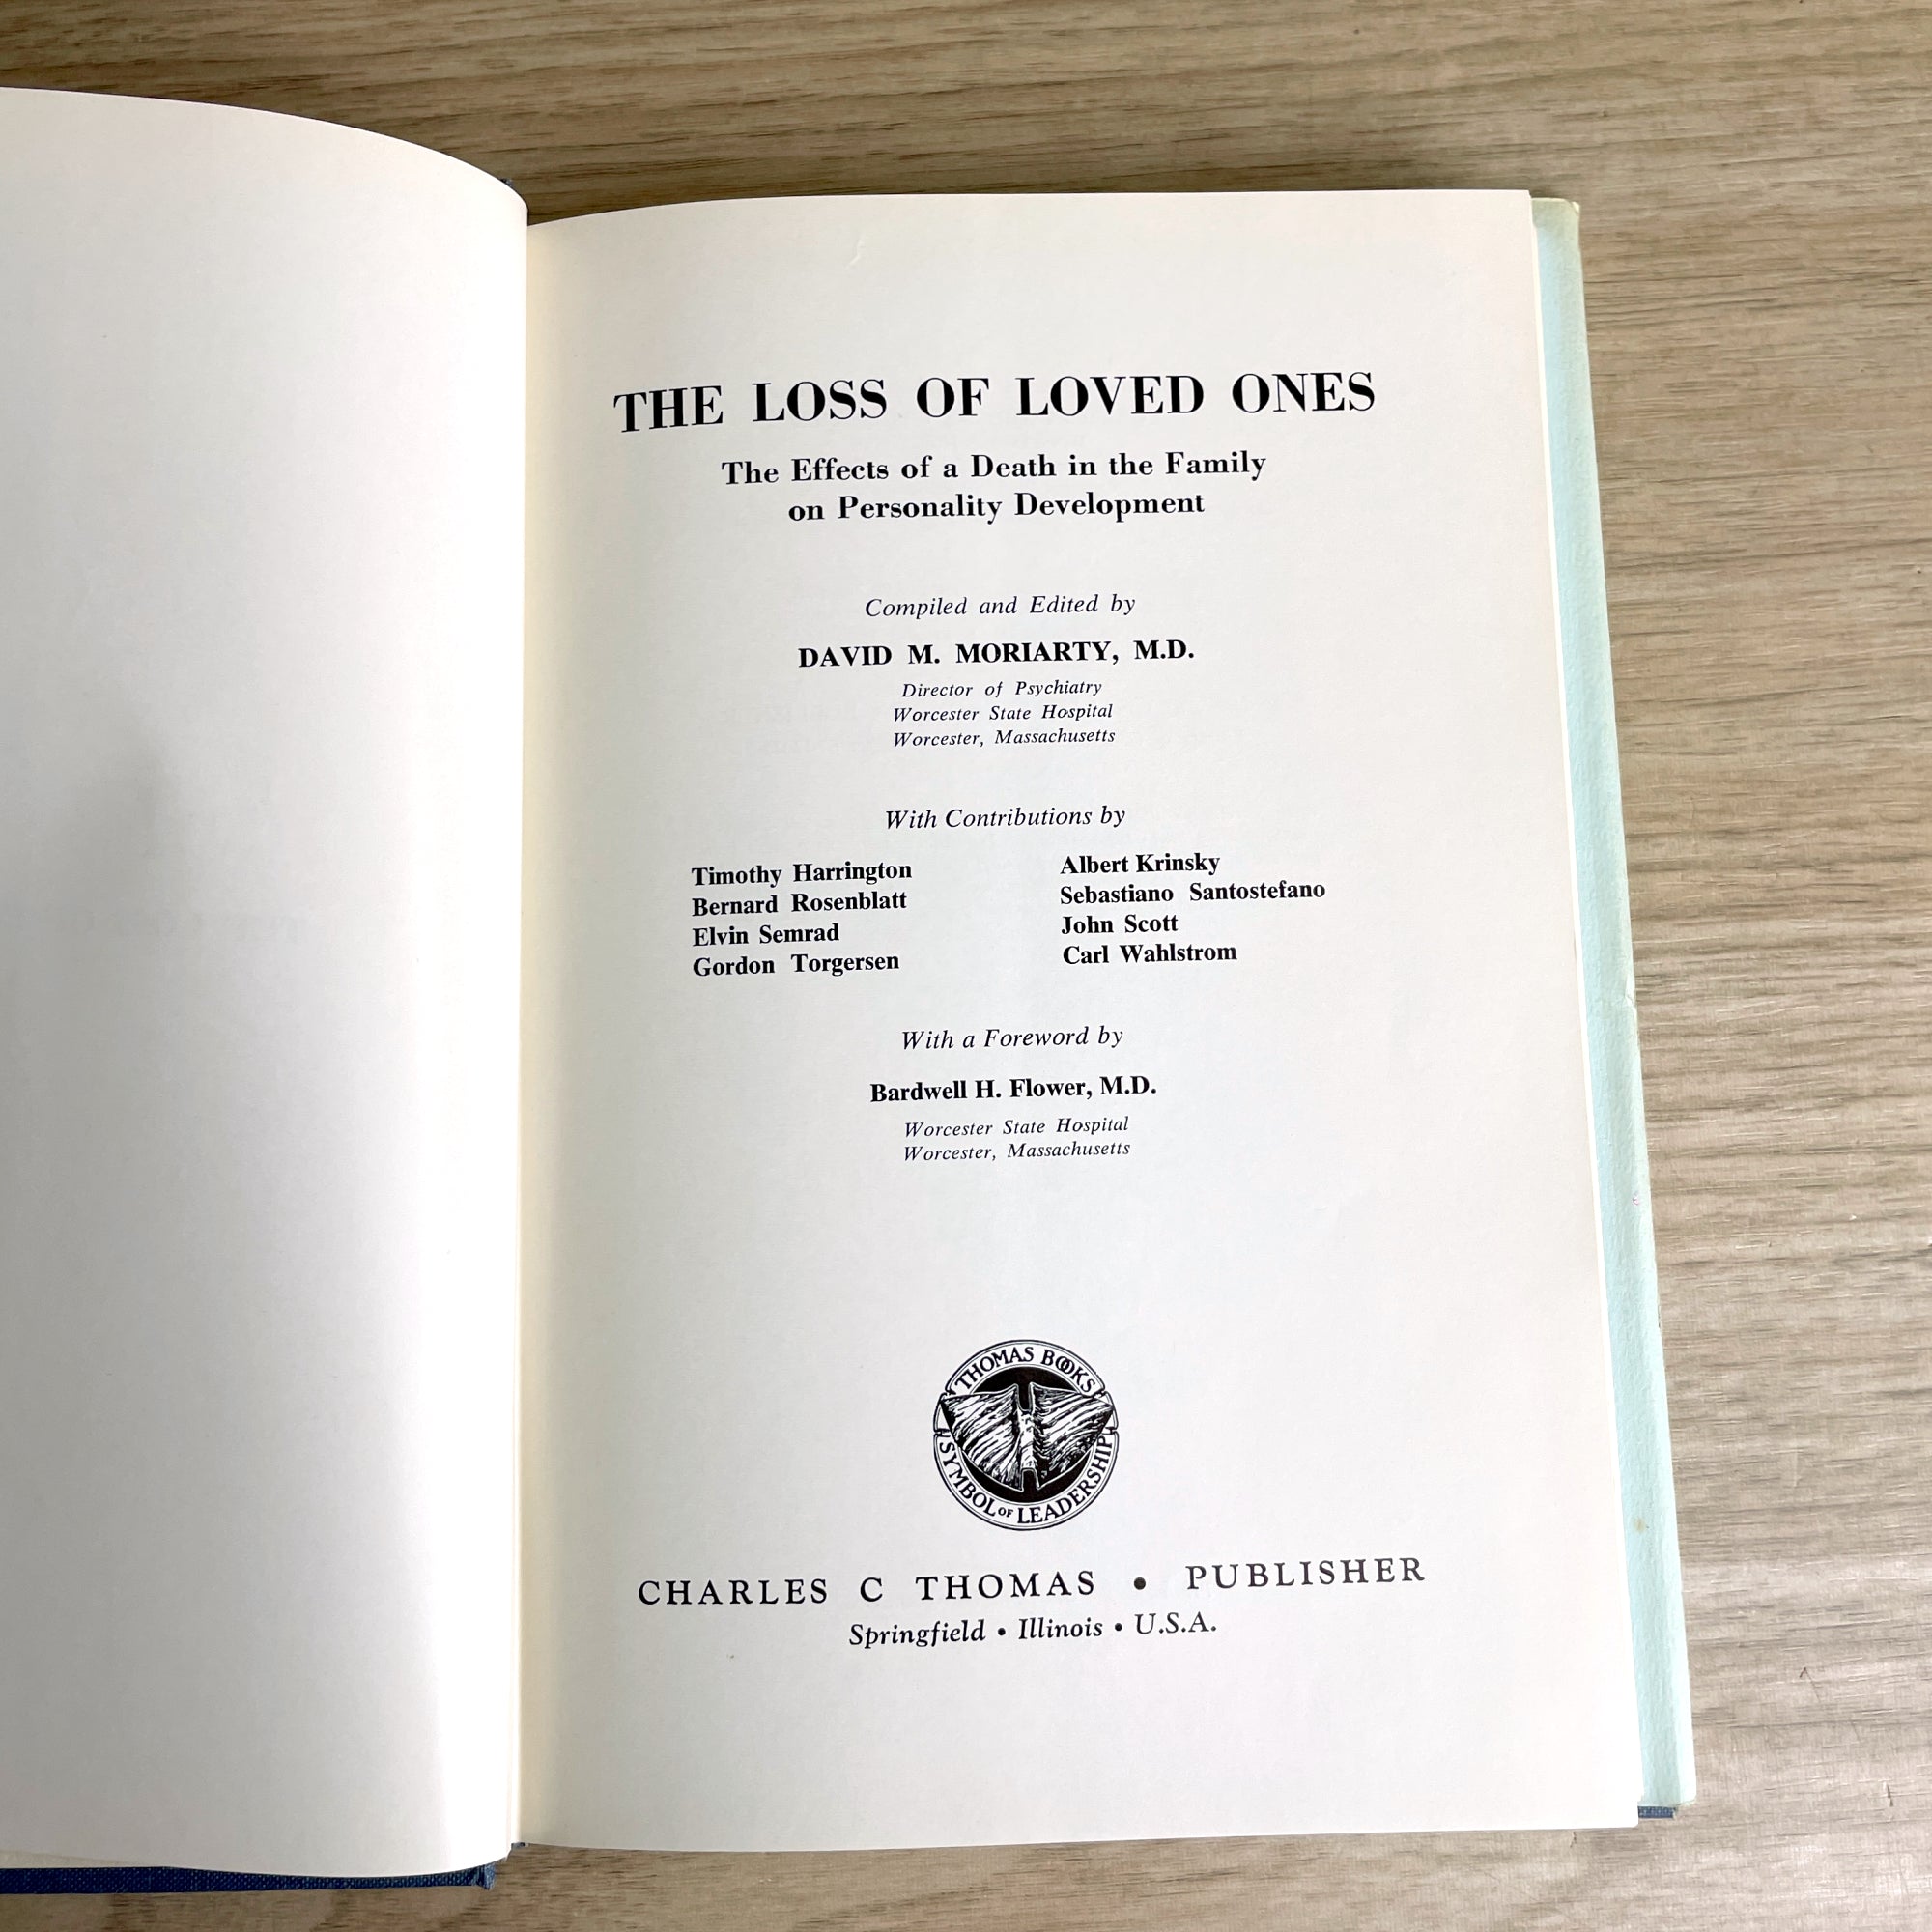 THE LOSS OF LOVED ONES
The Effects of a Death in the Family
on Personality Development
Compiled and Edited by
DAVID M. MORIARTY, M.D.
Director of Psychiatry
Worcester State Hospital
Worcester, Massachusetts
With Contributions by
Timothy Harrington
Bernard Rosenblatt
Elvin Semrad
Gordon Torgersen
Albert Krinsky
Sebastiano Santostefano
John Scott
Carl Wahlstrom
With a Foreword by
Bardwell H. Flower, M.D.
Worcester State Hospital
Worcester, Massachusetts
THOMAS BOOKS
SYMBOL OF LEADERSHIP
CHARLES C THOMAS • PUBLISHER
Springfield • Illinois • U.S.A.